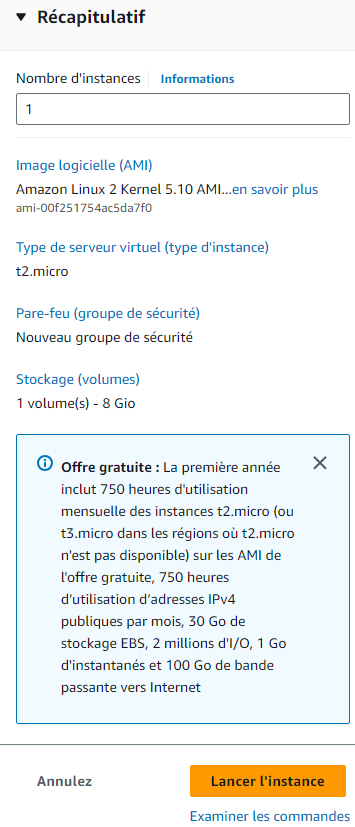 Récapitulatif
Nombre d'instances Informations
1
Image logicielle (AMI)
Amazon Linux 2 Kernel 5.10 AMI...en savoir plus
ami-00f251754ac5da7f0
Type de serveur virtuel (type d'instance)
t2.micro
Pare-feu (groupe de sécurité)
Nouveau groupe de sécurité
Stockage (volumes)
1 volume(s) - 8 Gio
Offre gratuite : La première année
inclut 750 heures d'utilisation
mensuelle des instances t2.micro (ou
t3.micro dans les régions où t2.micro
n'est pas disponible) sur les AMI de
l'offre gratuite, 750 heures
d’utilisation d’adresses IPv4
publiques par mois, 30 Go de
stockage EBS, 2 millions d'I/O, 1 Go
d'instantanés et 100 Go de bande
passante vers Internet
Annulez Lancer l'instance
Examiner les commandes